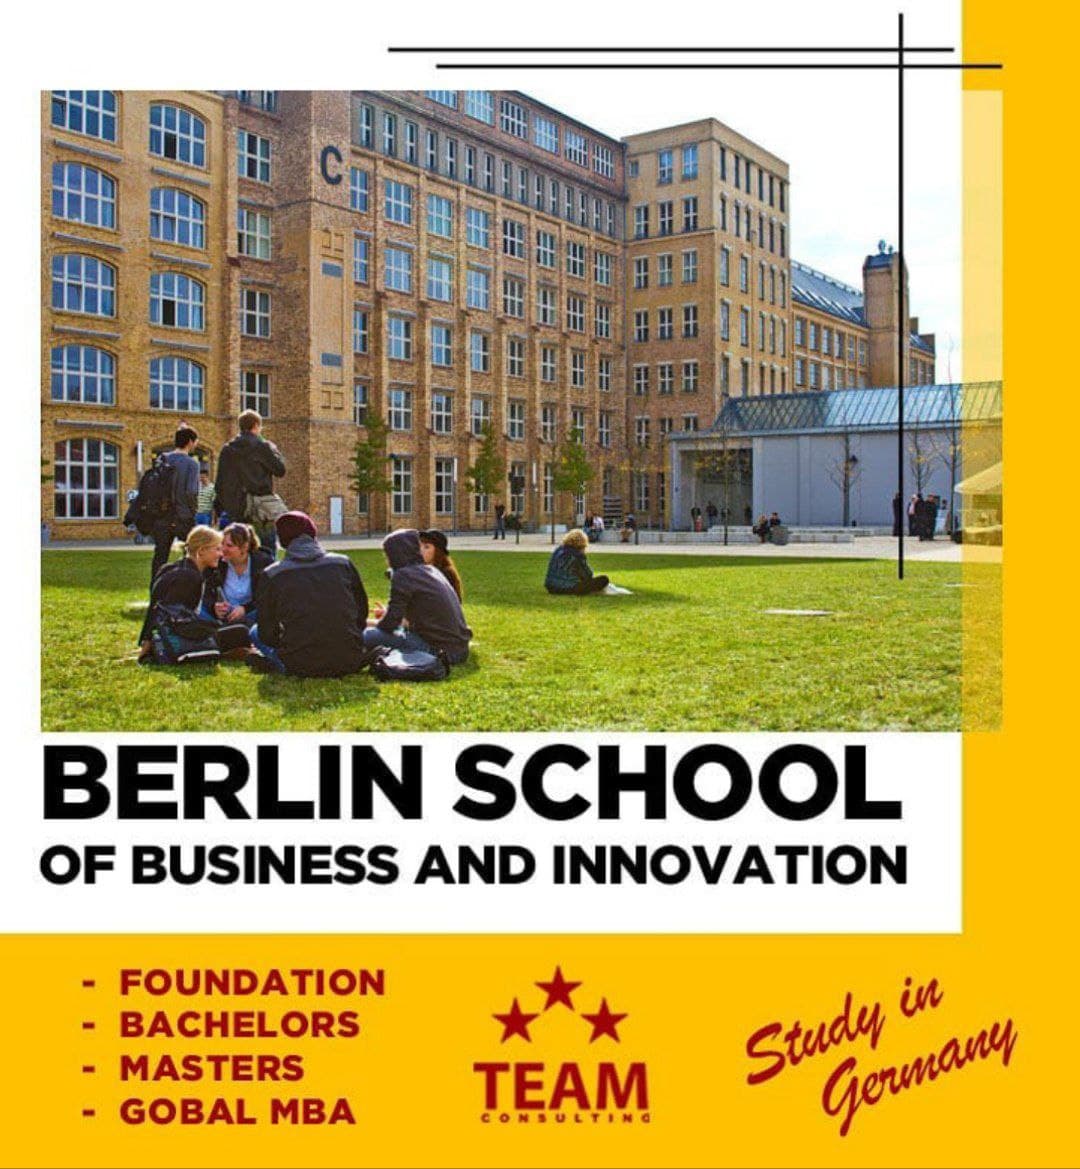 C
BERLIN SCHOOL
OF BUSINESS AND INNOVATION
- FOUNDATION
- BACHELORS
- MASTERS
- GOBAL MBA
TEAM
CONSULTING
Study in
Germany